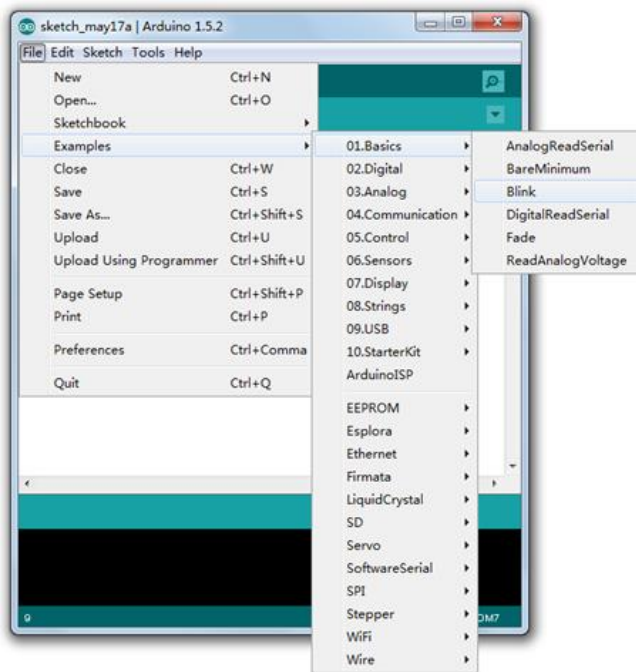 sketch_may17a | Arduino 1.5.2
File Edit Sketch Tools Help
New Ctrl+N
Open... Ctrl+O
Sketchbook
Examples
Close Ctrl+W
Save Ctrl+S
Save As... Ctrl+Shift+S
Upload Ctrl+U
Upload Using Programmer Ctrl+Shift+U
Page Setup Ctrl+Shift+P
Print Ctrl+P
Preferences Ctrl+Comma
Quit Ctrl+Q
01.Basics
02.Digital
03.Analog
04.Communication
05.Control
06.Sensors
07.Display
08.Strings
09.USB
10.StarterKit
ArduinoISP
EEPROM
Esplora
Ethernet
Firmata
LiquidCrystal
SD
Servo
SoftwareSerial
SPI
Stepper
WiFi
Wire
AnalogReadSerial
BareMinimum
Blink
DigitalReadSerial
Fade
ReadAnalogVoltage
9 OM7